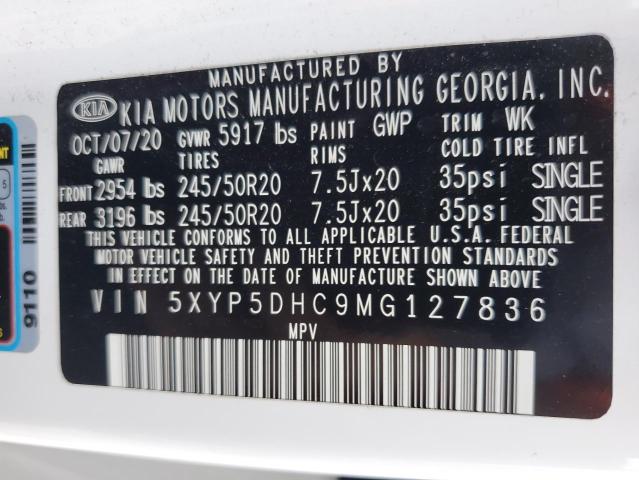 MANUFACTURED BY
KIA KIA MOTORS MANUFACTURING GEORGIA, INC.
OCT/07/20 GVWR 5917 lbs PAINT GWP TRIM WK
GAWR TIRES RIMS COLD TIRE INFL
FRONT 2954 lbs 245/50R20 7.5Jx20 35psi SINGLE
REAR 3196 lbs 245/50R20 7.5Jx20 35psi SINGLE
THIS VEHICLE CONFORMS TO ALL APPLICABLE U.S.A. FEDERAL
MOTOR VEHICLE SAFETY AND THEFT PREVENTION STANDARDS
IN EFFECT ON THE DATE OF MANUFACTURE SHOWN ABOVE
VIN 5XYP5DHC9MG127836
MPV
9110
5